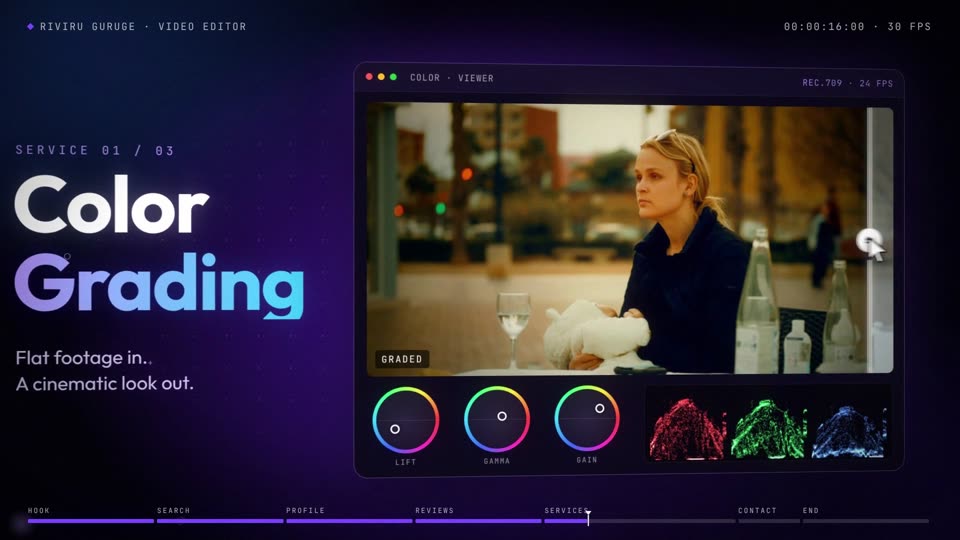 RIVIRU GURUGE · VIDEO EDITOR
00:00:16:00 · 30 FPS
COLOR · VIEWER
REC.709 · 24 FPS
SERVICE 01 / 03
Color
Grading
Flat footage in.
A cinematic look out.
GRADED
LIFT
GAMMA
GAIN
HOOK
SEARCH
PROFILE
REVIEWS
SERVICES
CONTACT
END